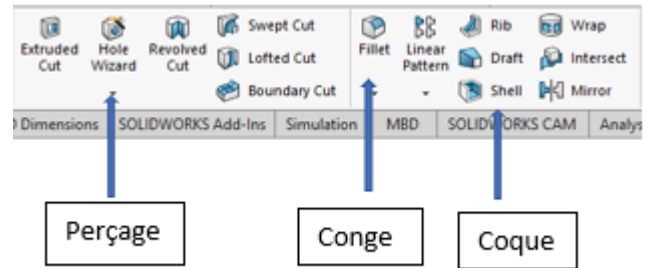 Extruded Cut
Hole Wizard
Revolved Cut
Swept Cut
Lofted Cut
Boundary Cut
Fillet
Linear Pattern
Rib
Draft
Shell
Wrap
Intersect
Mirror
Dimensions
SOLIDWORKS Add-Ins
Simulation
MBD
SOLIDWORKS CAM
Analys
Perçage
Conge
Coque